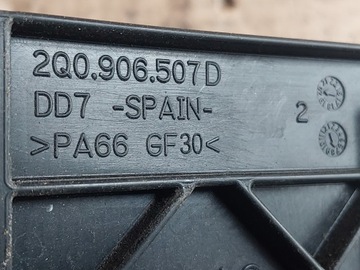 2Q0.906.507D
DD7 -SPAIN-
2
>PA66 GF30<